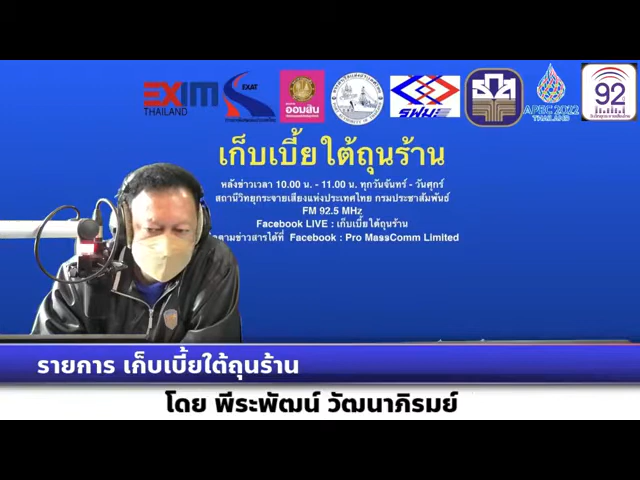 EXIM
THAILAND
EXAT
ออมสิน
รฟม
ธกส
APEC 2022
THAILAND
92
เก็บเบี้ยใต้ถุนร้าน
หลังข่าวเวลา 10.00 น. - 11.00 น. ทุกวันจันทร์ - วันศุกร์
สถานีวิทยุกระจายเสียงแห่งประเทศไทย กรมประชาสัมพันธ์
FM 92.5 MHz
Facebook LIVE : เก็บเบี้ยใต้ถุนร้าน
ตามข่าวสารได้ที่ Facebook : Pro MassComm Limited
รายการ เก็บเบี้ยใต้ถุนร้าน
โดย พีระพัฒน์ วัฒนาภิรมย์